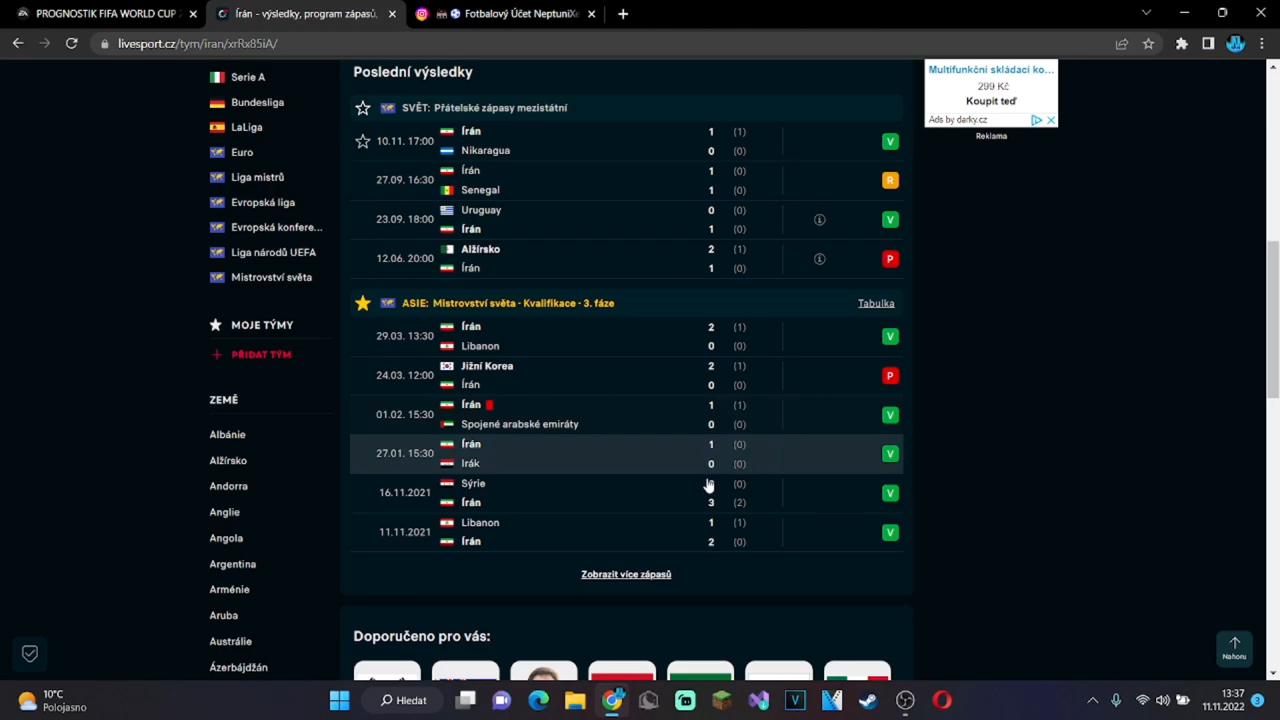 PROGNOSTIK FIFA WORLD CUP
Írán - výsledky, program zápasů,
Fotbalový Účet NeptuniXe
livesport.cz/tym/iran/xrRx85iA/
Serie A
Bundesliga
LaLiga
Euro
Liga mistrů
Evropská liga
Evropská konfere...
Liga národů UEFA
Mistrovství světa
MOJE TÝMY
+ PŘIDAT TÝM
ZEMĚ
Albánie
Alžírsko
Andorra
Anglie
Angola
Argentina
Arménie
Aruba
Austrálie
Ázerbájdžán
Poslední výsledky
SVĚT: Přátelské zápasy mezistátní
10.11. 17:00 Írán 1 (1) V
Nikaragua 0 (0)
27.09. 16:30 Írán 1 (0) R
Senegal 1 (0)
23.09. 18:00 Uruguay 0 (0) V
Írán 1 (0)
12.06. 20:00 Alžírsko 2 (1) P
Írán 1 (0)
ASIE: Mistrovství světa - Kvalifikace - 3. fáze Tabulka
29.03. 13:30 Írán 2 (1) V
Libanon 0 (0)
24.03. 12:00 Jižní Korea 2 (1) P
Írán 0 (0)
01.02. 15:30 Írán 1 (1) V
Spojené arabské emiráty 0 (0)
27.01. 15:30 Írán 1 (0) V
Irák 0 (0)
16.11.2021 Sýrie (0) V
Írán 3 (2)
11.11.2021 Libanon 1 (1) V
Írán 2 (0)
Zobrazit více zápasů
Doporučeno pro vás:
Multifunkční skládací ko...
299 Kč
Koupit teď
Ads by darky.cz
Reklama
Nahoru
10°C
Polojasno
Hledat
13:37
11.11.2022
3